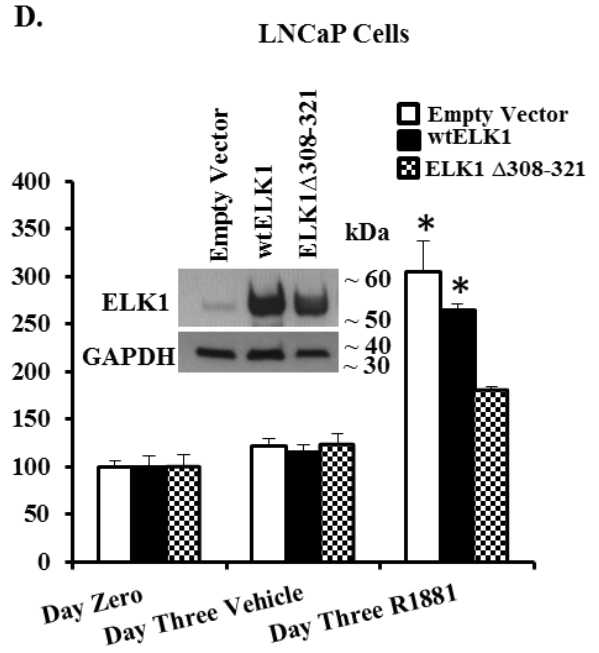 D.
LNCaP Cells
Empty Vector
wtELK1
ELK1 Δ308-321
Empty Vector
wtELK1
ELK1Δ308-321
kDa
ELK1
~ 60
~ 50
GAPDH
~ 40
~ 30
400
350
300
250
200
150
100
50
0
*
*
Day Zero
Day Three Vehicle
Day Three R1881